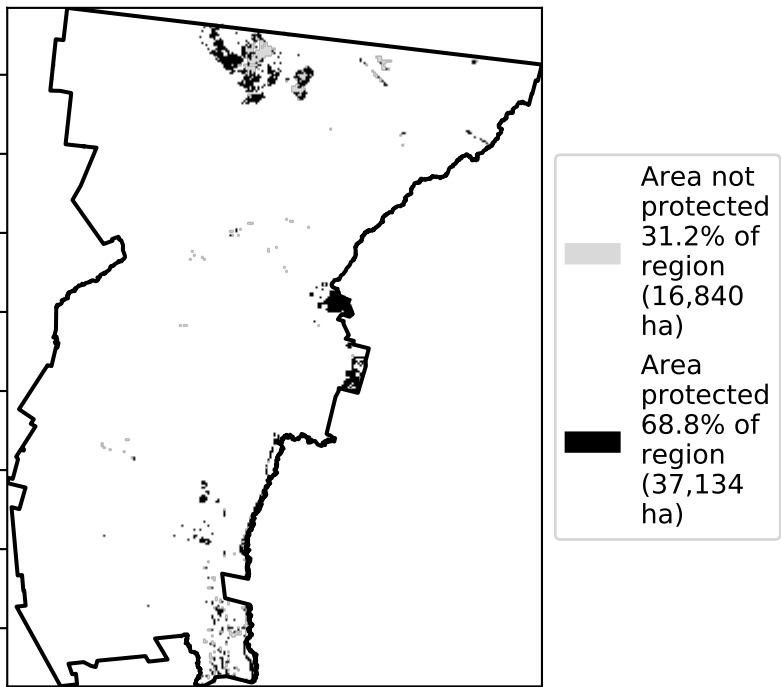 Area not
protected
31.2% of
region
(16,840
ha)
Area
protected
68.8% of
region
(37,134
ha)